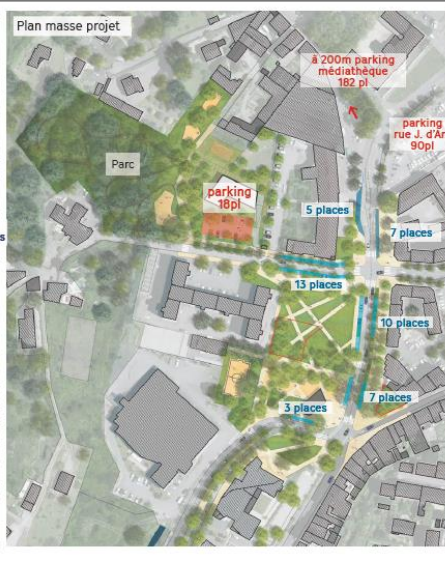 Plan masse projet
à 200m parking
médiathèque
182 pl
parking
rue J. d'Ar
90pl
Parc
parking
18pl
5 places
7 places
s
13 places
10 places
7 places
3 places